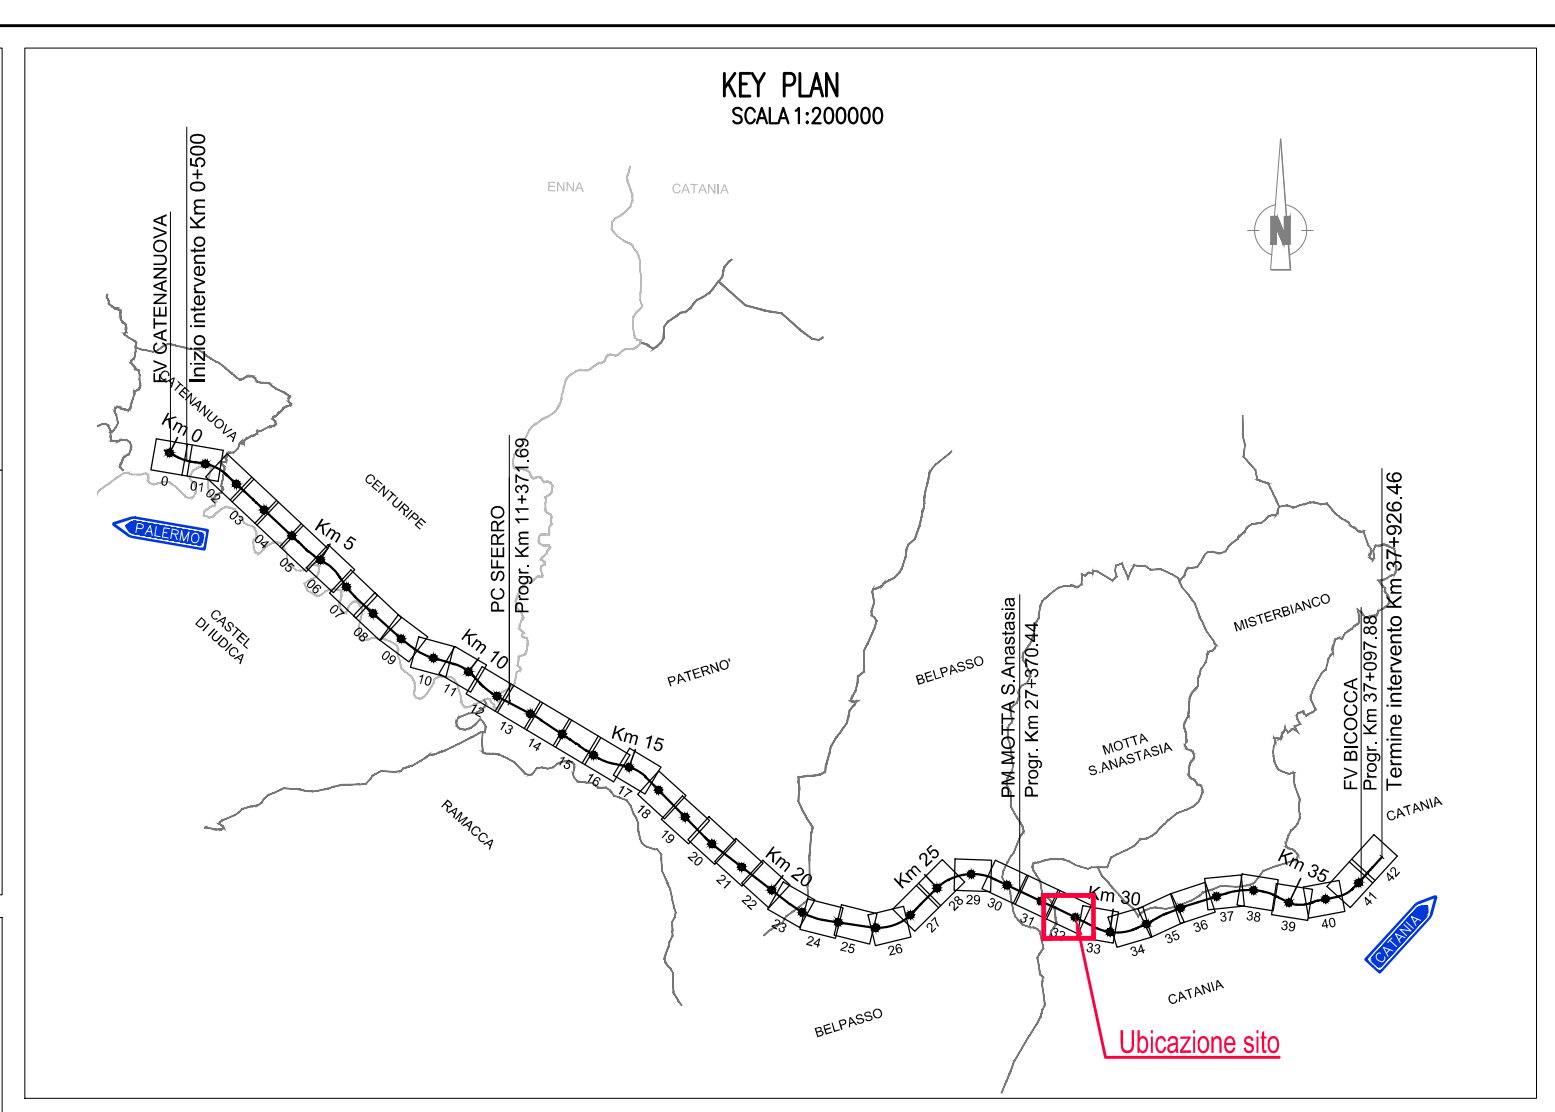 KEY PLAN
SCALA 1:200000
ENNA
CATANIA
N
FV CATENANUOVA
Inizio intervento Km 0+500
CATENANUOVA
Km 0
0
01
02
03
04
05
06
07
08
09
10
11
12
13
14
15
16
17
18
19
20
21
22
23
24
25
26
27
28
29
30
31
32
33
34
35
36
37
38
39
40
41
42
PALERMO
CENTURIPE
Km 5
CASTEL
DI IUDICA
PC SFERRO
Progr. Km 11+371.69
Km 10
Km 15
RAMACCA
PATERNO'
Km 20
Km 25
BELPASSO
BELPASSO
PM MOTTA S.Anastasia
Progr. Km 27+370.44
MOTTA
S.ANASTASIA
MISTERBIANCO
Km 30
Km 35
FV BICOCCA
Progr. Km 37+097.88
Termine intervento Km 37+926.46
CATANIA
CATANIA
CATANIA
Ubicazione sito